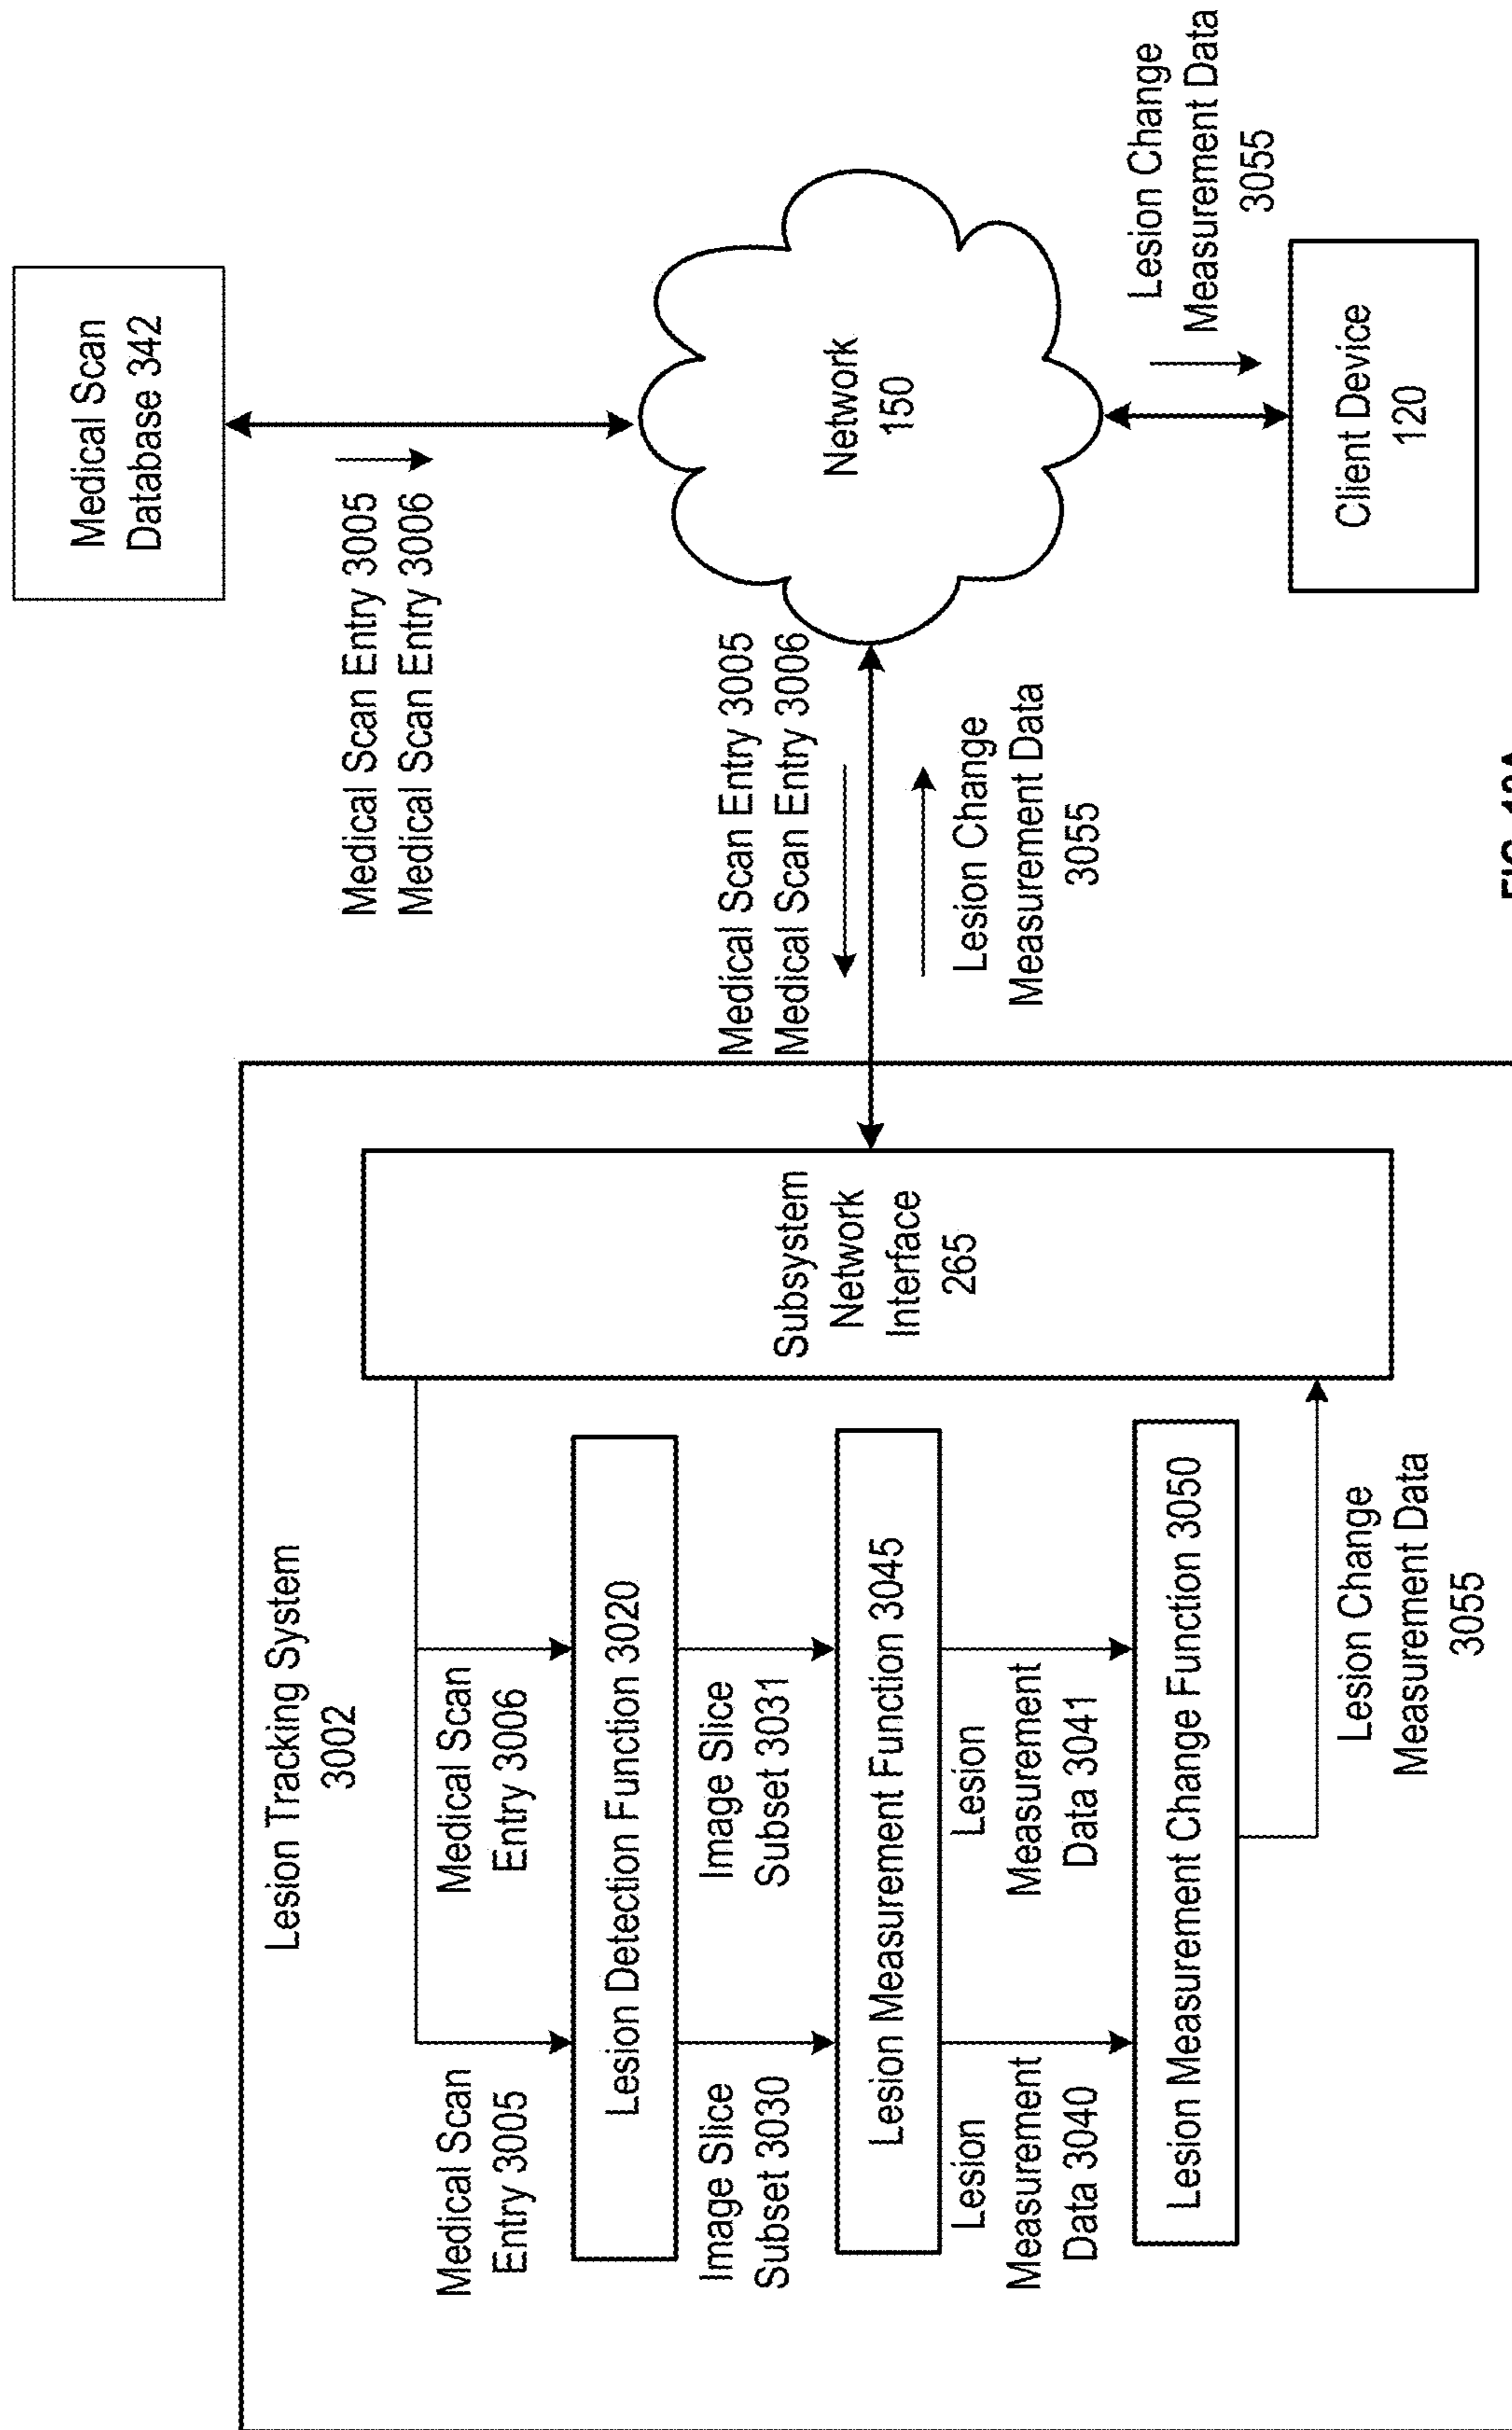 Lesion Tracking System
3002
Medical Scan
Entry 3005
Medical Scan
Entry 3006
Lesion Detection Function 3020
Image Slice
Subset 3030
Image Slice
Subset 3031
Lesion Measurement Function 3045
Lesion
Measurement
Data 3040
Lesion
Measurement
Data 3041
Lesion Measurement Change Function 3050
Lesion Change
Measurement Data
3055
Subsystem
Network
Interface
265
Medical Scan Entry 3005
Medical Scan Entry 3006
Lesion Change
Measurement Data
3055
Medical Scan
Database 342
Medical Scan Entry 3005
Medical Scan Entry 3006
Network
150
Lesion Change
Measurement Data
3055
Client Device
120
FIG.